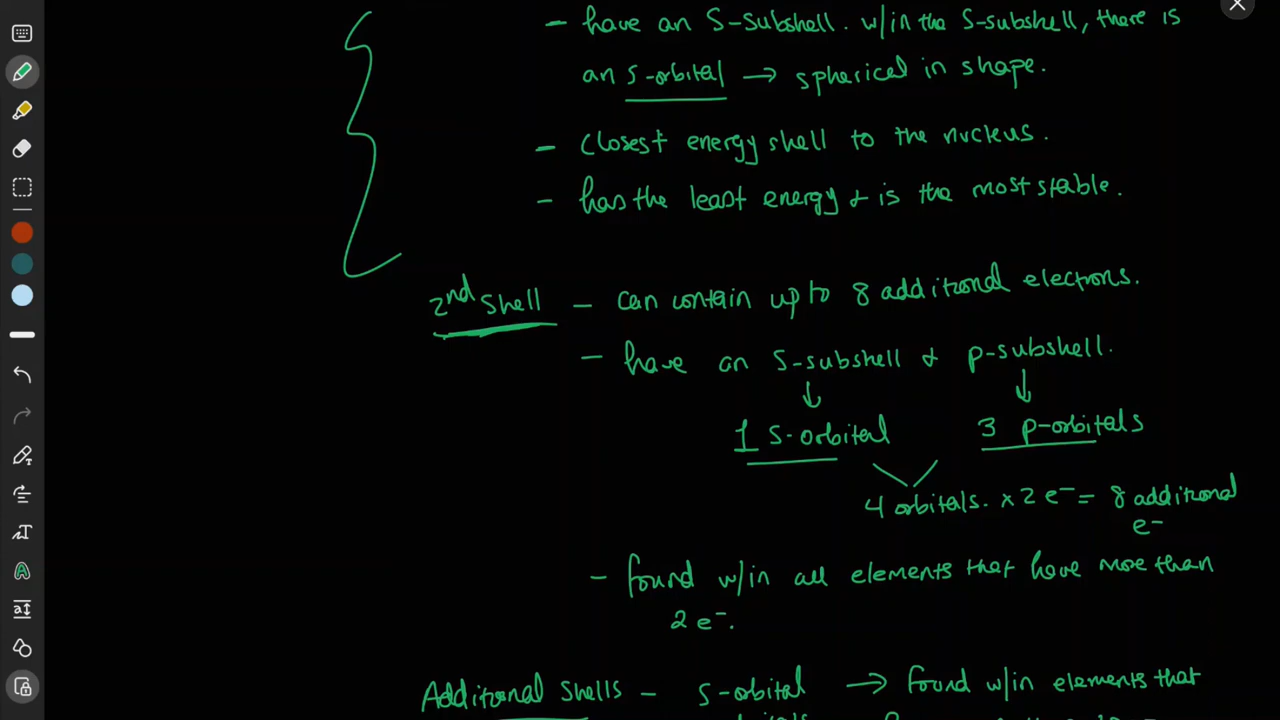 - have an S-subshell. w/in the S-subshell, there is
an s-orbital → spherical in shape.
- closest energy shell to the nucleus.
- has the least energy + is the most stable.
2nd Shell - can contain up to 8 additional electrons.
- have an S-subshell + p-subshell.
↓ ↓
1 S-orbital 3 p-orbitals
4 orbitals. x 2 e⁻ = 8 additional
e⁻
- found w/in all elements that have more than
2 e⁻.
Additional Shells - S-orbital → found w/in elements that